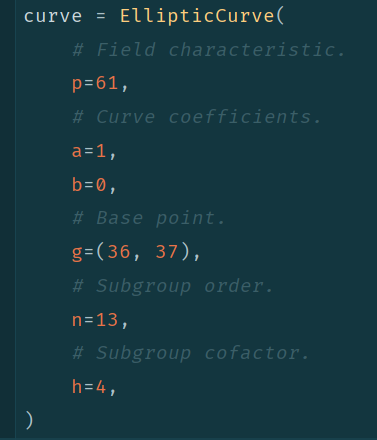 curve = EllipticCurve(
    # Field characteristic.
    p=61,
    # Curve coefficients.
    a=1,
    b=0,
    # Base point.
    g=(36, 37),
    # Subgroup order.
    n=13,
    # Subgroup cofactor.
    h=4,
)